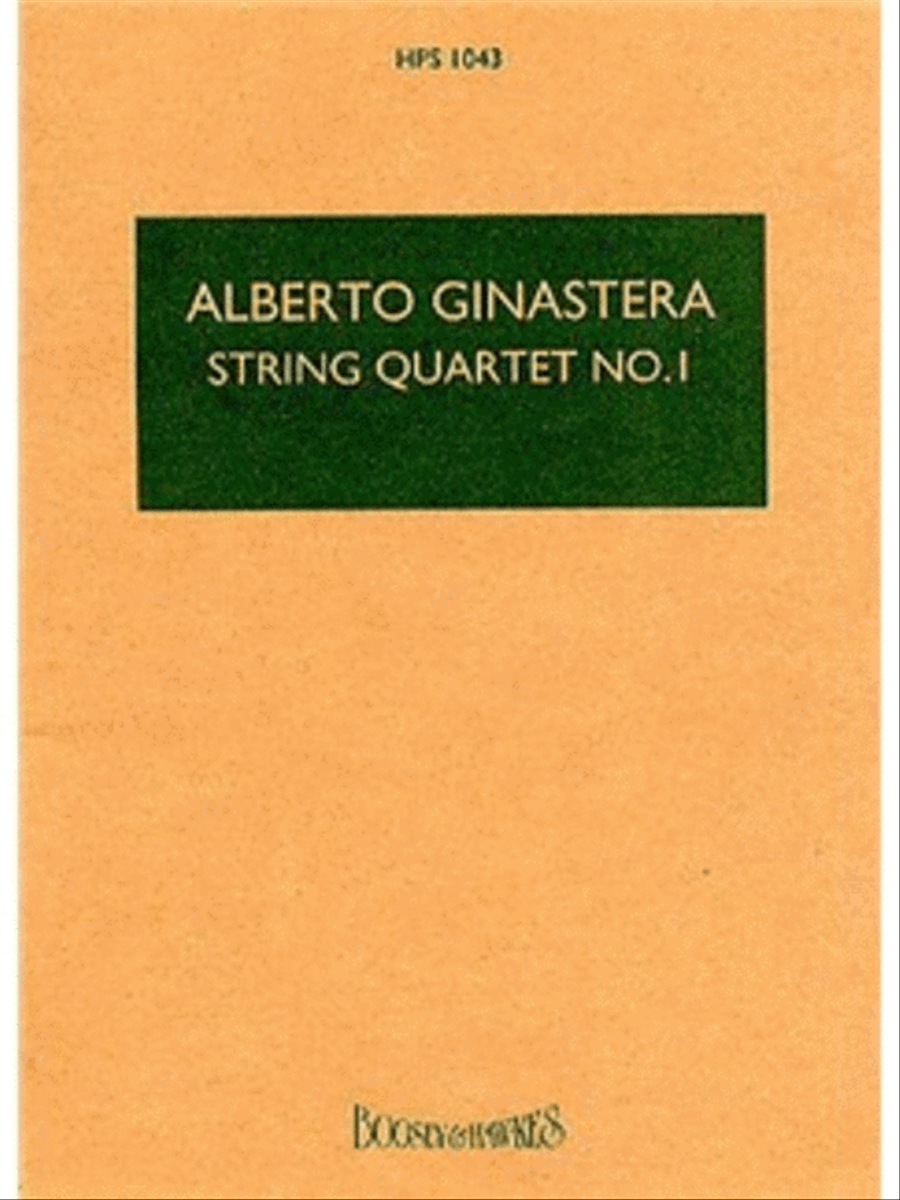 HPS 1043
ALBERTO GINASTERA
STRING QUARTET NO.1
BOOSEY & HAWKES